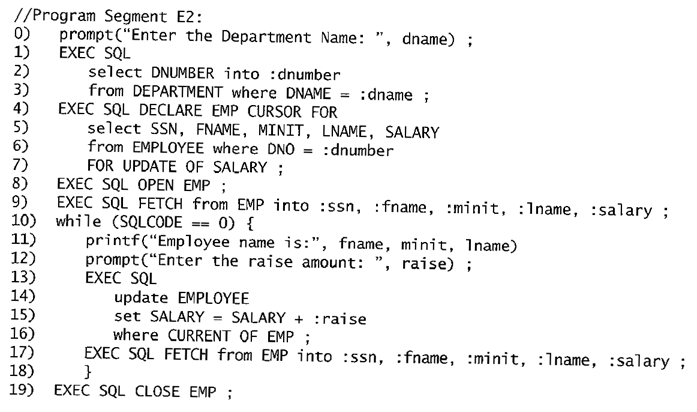 //Program Segment E2:
0) prompt("Enter the Department Name: ", dname) ;
1) EXEC SQL
2) select DNUMBER into :dnumber
3) from DEPARTMENT where DNAME = :dname ;
4) EXEC SQL DECLARE EMP CURSOR FOR
5) select SSN, FNAME, MINIT, LNAME, SALARY
6) from EMPLOYEE where DNO = :dnumber
7) FOR UPDATE OF SALARY ;
8) EXEC SQL OPEN EMP ;
9) EXEC SQL FETCH from EMP into :ssn, :fname, :minit, :lname, :salary ;
10) while (SQLCODE == 0) {
11) printf("Employee name is:", fname, minit, lname)
12) prompt("Enter the raise amount: ", raise) ;
13) EXEC SQL
14) update EMPLOYEE
15) set SALARY = SALARY + :raise
16) where CURRENT OF EMP ;
17) EXEC SQL FETCH from EMP into :ssn, :fname, :minit, :lname, :salary ;
18) }
19) EXEC SQL CLOSE EMP ;